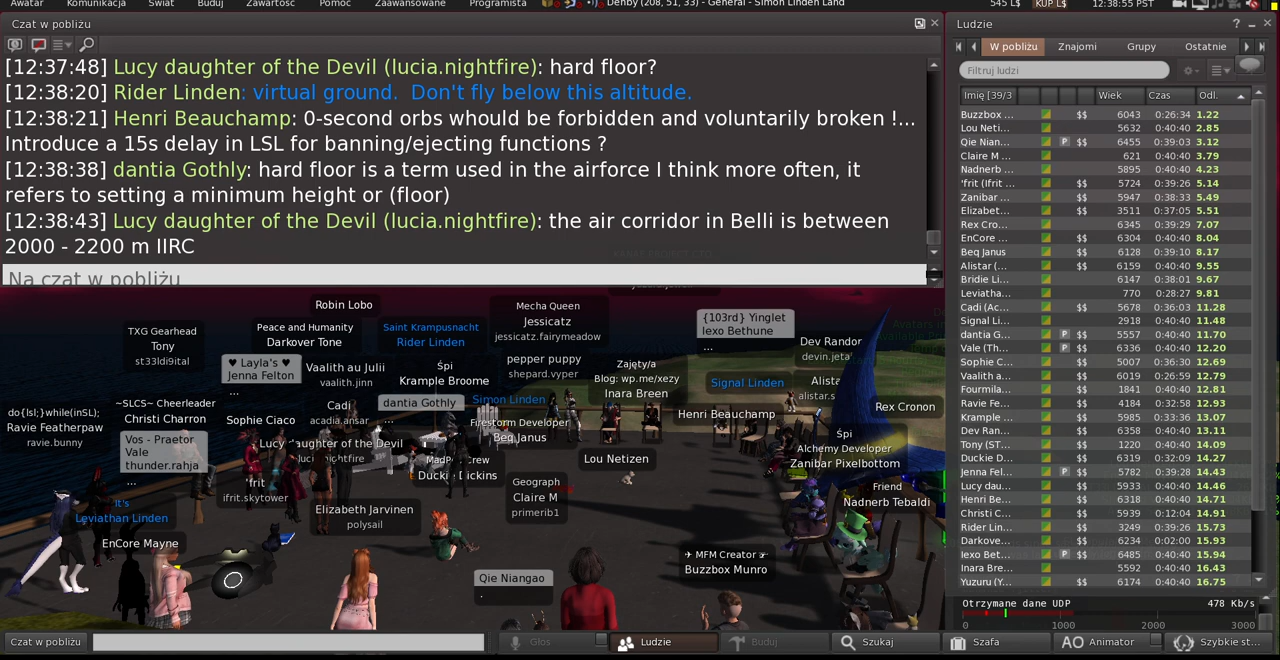 Awatar Komunikacja Świat Buduj Zawartość Pomoc Zaawansowane Programista Denby (208, 51, 33) - General - Simon Linden Land 545 L$ KUP L$ 12:38:55 PST
Czat w pobliżu
[12:37:48] Lucy daughter of the Devil (lucia.nightfire): hard floor?
[12:38:20] Rider Linden: virtual ground.  Don't fly below this altitude.
[12:38:21] Henri Beauchamp: 0-second orbs whould be forbidden and voluntarily broken !...
Introduce a 15s delay in LSL for banning/ejecting functions ?
[12:38:38] dantia Gothly: hard floor is a term used in the airforce I think more often, it
refers to setting a minimum height or (floor)
[12:38:43] Lucy daughter of the Devil (lucia.nightfire): the air corridor in Belli is between
2000 - 2200 m IIRC
Na czat w pobliżu
Robin Lobo
Mecha Queen
Jessicatz
jessicatz.fairymeadow
{103rd} Yinglet
Iexo Bethune
...
TXG Gearhead
Tony
st33ldi9ital
Peace and Humanity
Darkover Tone
Saint Krampusnacht
Rider Linden
Dev Randor
devin.jeta
♥ Layla's ♥
Jenna Felton
...
Vaalith au Julii
vaalith.jinn
Śpi
Krample Broome
pepper puppy
shepard.vyper
Zajęty/a
Blog: wp.me/xezy
Inara Breen
Signal Linden
Alista
alistar.s
~SLCS~ Cheerleader
Christi Charron
do{lsl;}while(inSL);
Ravie Featherpaw
ravie.bunny
Sophie Ciaco
Cadi
acadia.ansar
dantia Gothly
...
Simon Linden
Firestorm Developer
Beq Janus
Henri Beauchamp
Rex Cronon
Vos - Praetor
Vale
thunder.rahja
...
Lucy daughter of the Devil
lucia.nightfire
MadPea Crew
Duckie Dickins
Lou Netizen
Śpi
Alchemy Developer
Zanibar Pixelbottom
'frit
ifrit.skytower
Geograph
Claire M
primerib1
Friend
Nadnerb Tebaldi
It's
Leviathan Linden
Elizabeth Jarvinen
polysail
EnCore Mayne
✈ MFM Creator
Buzzbox Munro
Qie Niangao
.
Czat w pobliżu Głos Ludzie Buduj Szukaj Szafa AO Animator Szybkie st...
Ludzie
W pobliżu Znajomi Grupy Ostatnie
Filtruj ludzi
Imię [39/3 Wiek Czas Odl.
Buzzbox ... $$ 6043 0:26:34 1.22
Lou Neti... 5632 0:40:40 2.85
Qie Nian... P $$ 6455 0:39:03 3.12
Claire M ... 621 0:40:40 3.79
Nadnerb ... 5895 0:40:40 4.23
'frit (Ifrit ... $$ 5724 0:39:26 5.14
Zanibar ... $$ 5947 0:38:33 5.49
Elizabet... $$ 3511 0:37:05 5.51
Rex Cro... 6345 0:39:29 7.07
EnCore ... $$ 6304 0:40:40 8.04
Beq Janus $$ 6128 0:39:10 8.17
Alistar (... $$ 6159 0:40:40 9.55
Bridie Li... 6147 0:38:01 9.67
Leviatha... 770 0:28:27 9.81
Cadi (Ac... $$ 5678 0:36:03 11.28
Signal Li... 2918 0:40:40 11.48
dantia G... P $$ 5557 0:40:40 11.70
Vale (Th... P $$ 6336 0:40:40 12.20
Sophie C... $$ 5007 0:36:30 12.69
Vaalith a... $$ 6019 0:26:59 12.79
Fourmila... $$ 1841 0:40:40 12.81
Ravie Fe... $$ 4184 0:32:58 12.93
Krample ... $$ 5985 0:33:36 13.07
Dev Ran... $$ 6358 0:40:40 13.11
Tony (ST... $$ 1220 0:40:40 14.09
Duckie D... $$ 6319 0:32:09 14.27
Jenna Fel... P $$ 5782 0:39:28 14.43
Lucy dau... $$ 5933 0:40:40 14.46
Henri Be... $$ 6318 0:40:40 14.71
Christi C... $$ 5939 0:12:04 14.91
Rider Lin... $$ 3249 0:39:26 15.73
Darkove... $$ 6234 0:02:00 15.93
Iexo Bet... P $$ 6485 0:40:40 15.94
Inara Bre... 5592 0:40:40 16.43
Yuzuru (Y... $$ 6174 0:40:40 16.75
Otrzymane dane UDP 478 Kb/s
0 1000 2000 3000